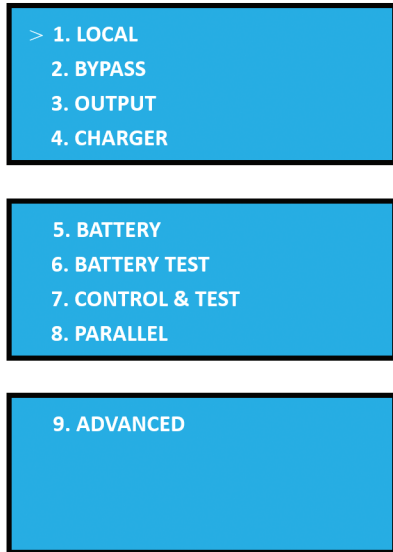 > 1. LOCAL
2. BYPASS
3. OUTPUT
4. CHARGER
5. BATTERY
6. BATTERY TEST
7. CONTROL & TEST
8. PARALLEL
9. ADVANCED